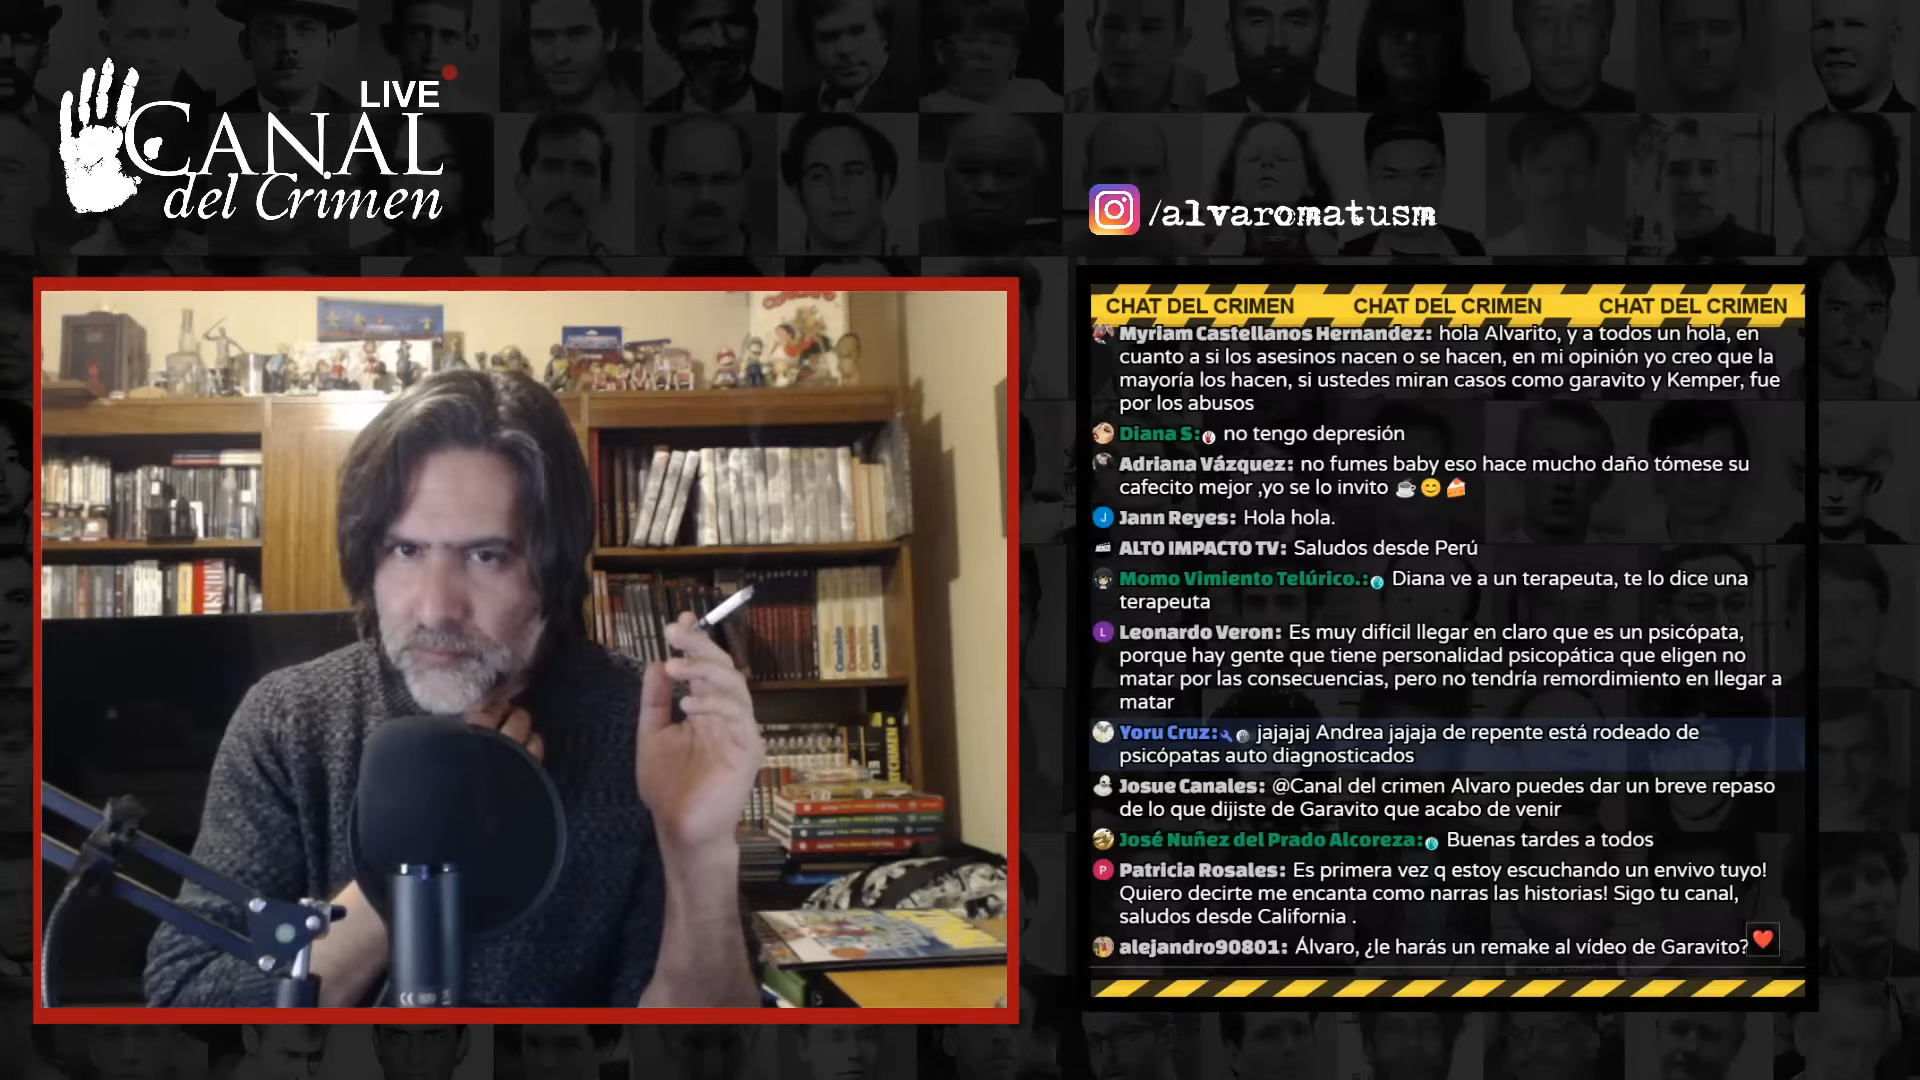 LIVE
CANAL
del Crimen
/alvaromatusm
CHAT DEL CRIMEN CHAT DEL CRIMEN CHAT DEL CRIMEN
Myriam Castellanos Hernandez: hola Alvarito, y a todos un hola, en
cuanto a si los asesinos nacen o se hacen, en mi opinión yo creo que la
mayoría los hacen, si ustedes miran casos como garavito y Kemper, fue
por los abusos
Diana S: no tengo depresión
Adriana Vázquez: no fumes baby eso hace mucho daño tómese su
cafecito mejor ,yo se lo invito ☕😊🍰
J Jann Reyes: Hola hola.
ALTO IMPACTO TV: Saludos desde Perú
Momo Vimiento Telúrico.: Diana ve a un terapeuta, te lo dice una
terapeuta
L Leonardo Veron: Es muy difícil llegar en claro que es un psicópata,
porque hay gente que tiene personalidad psicopática que eligen no
matar por las consecuencias, pero no tendría remordimiento en llegar a
matar
Yoru Cruz: jajajaj Andrea jajaja de repente está rodeado de
psicópatas auto diagnosticados
Josue Canales: @Canal del crimen Alvaro puedes dar un breve repaso
de lo que dijiste de Garavito que acabo de venir
José Nuñez del Prado Alcoreza: Buenas tardes a todos
P Patricia Rosales: Es primera vez q estoy escuchando un envivo tuyo!
Quiero decirte me encanta como narras las historias! Sigo tu canal,
saludos desde California .
alejandro90801: Álvaro, ¿le harás un remake al vídeo de Garavito? ❤️